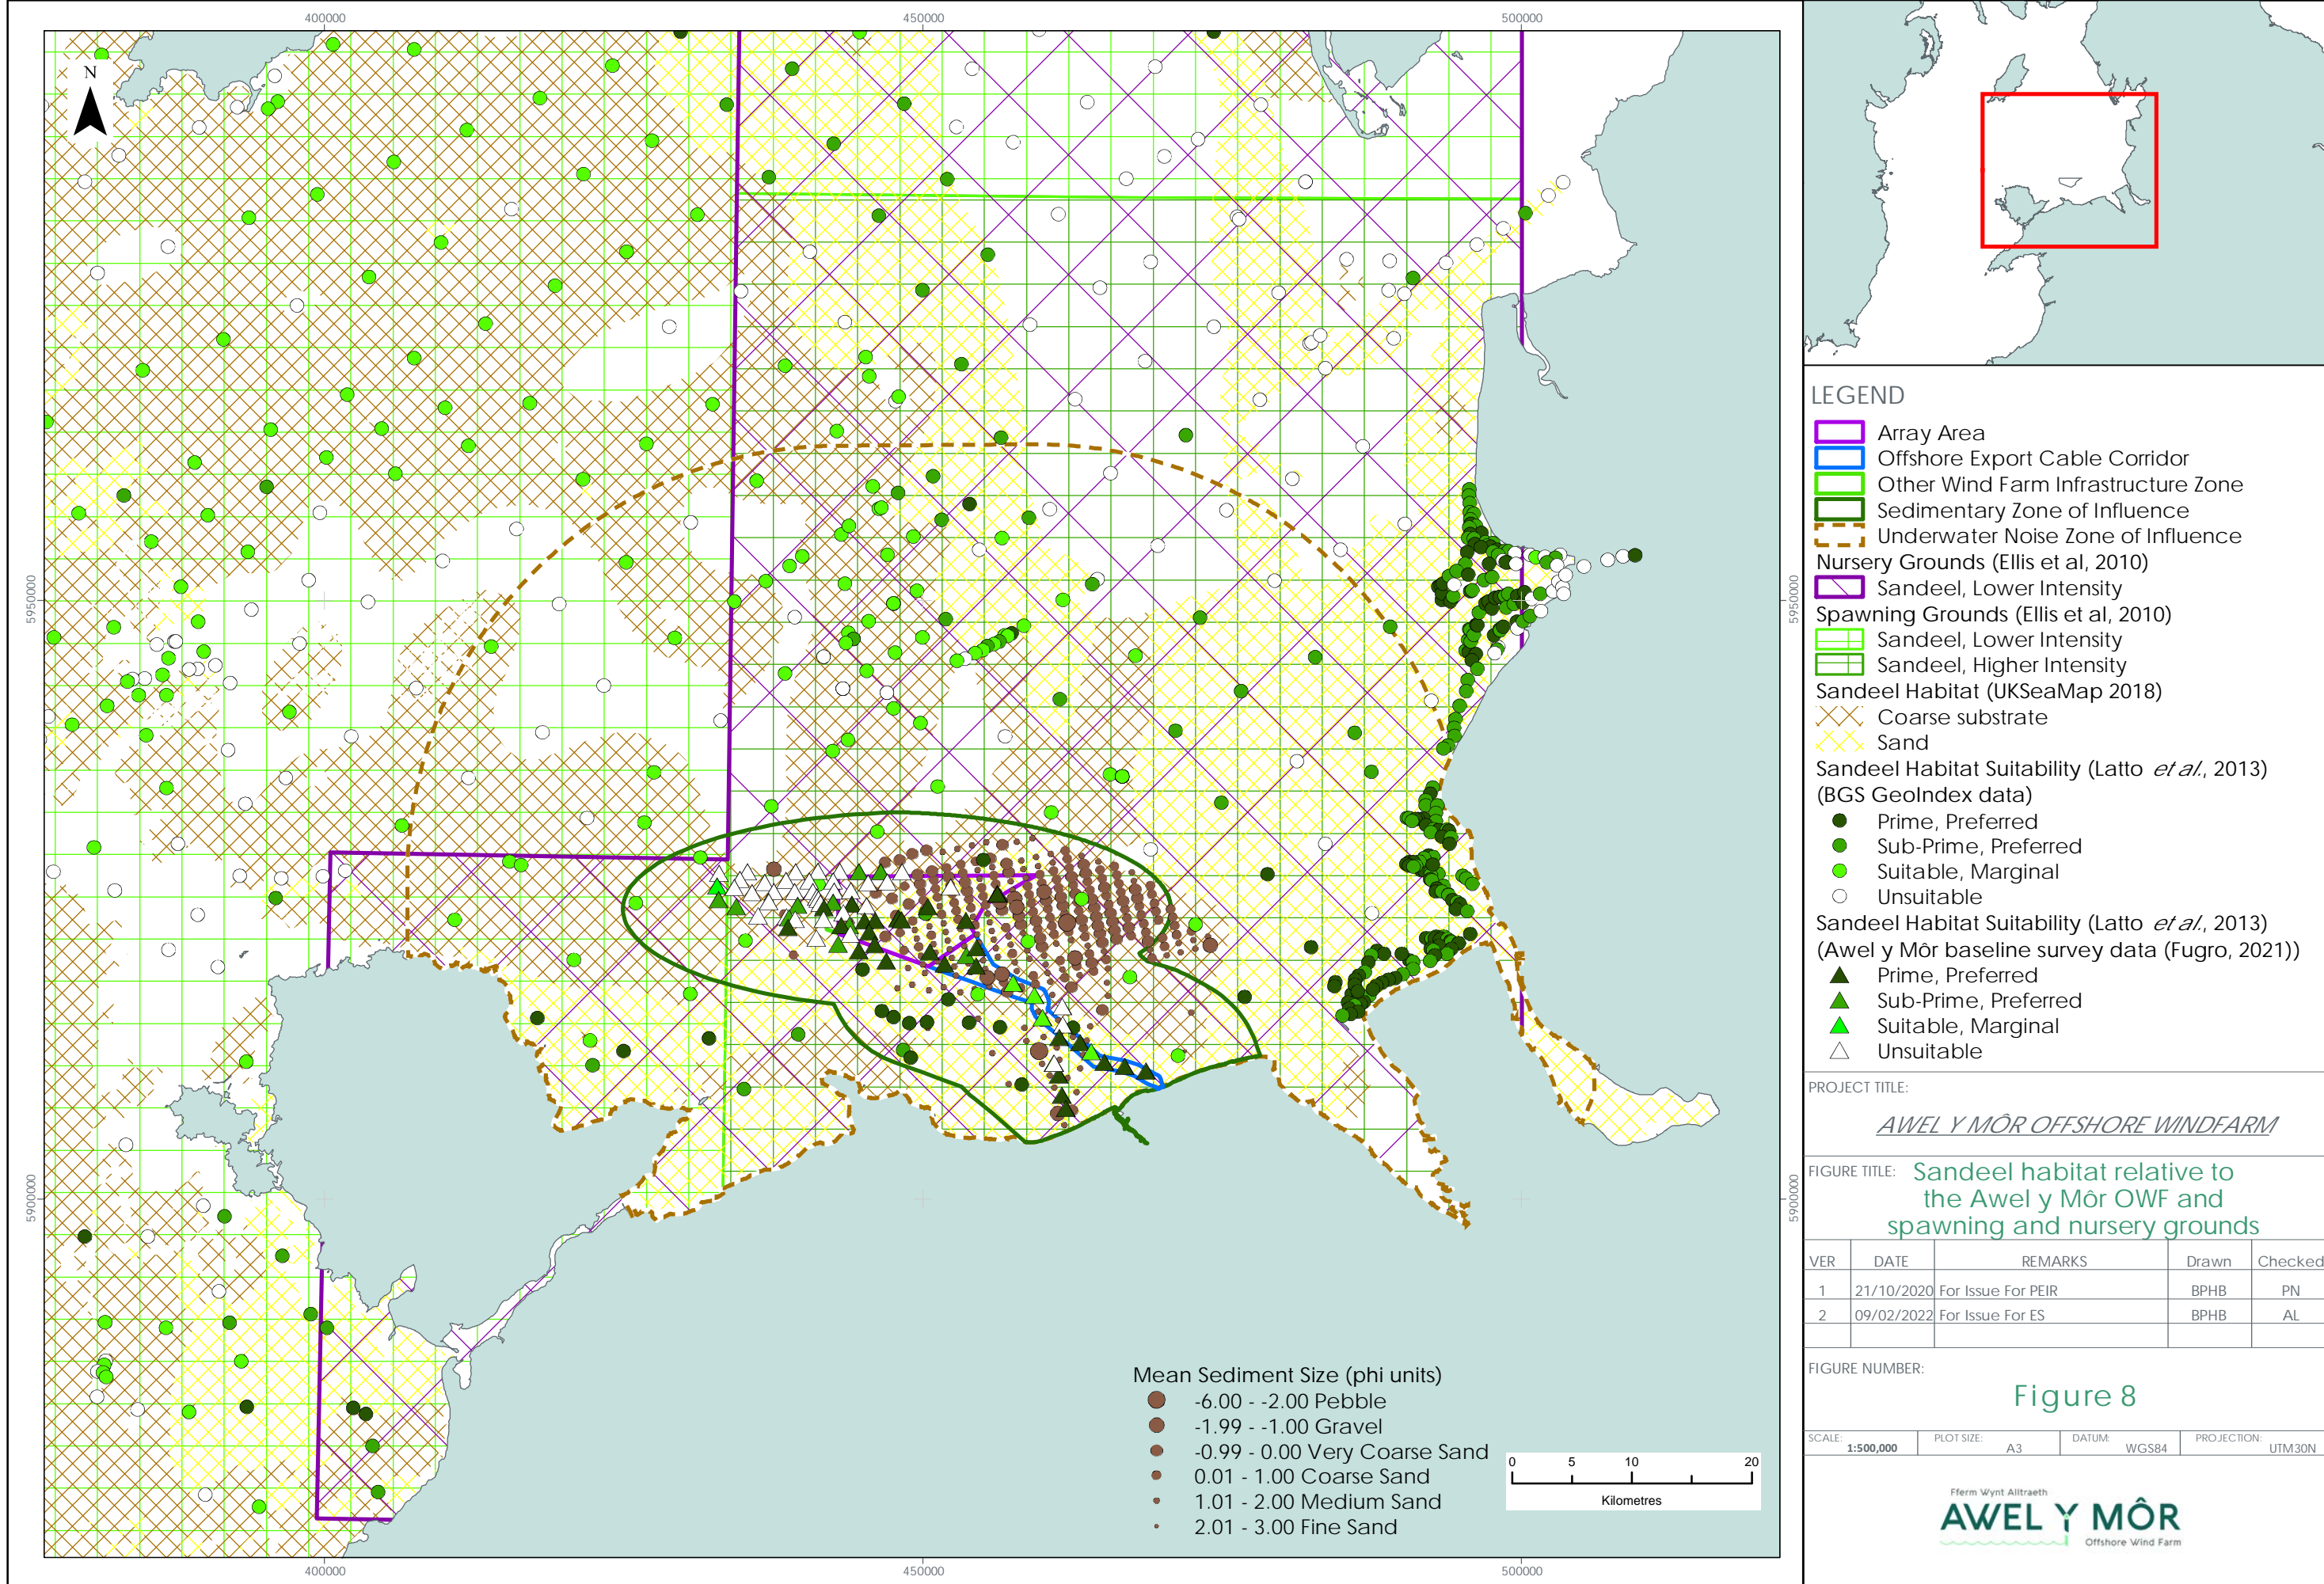 400000
450000
500000
N
5950000
5950000
5900000
5900000
400000
450000
500000
Mean Sediment Size (phi units)
-6.00 - -2.00 Pebble
-1.99 - -1.00 Gravel
-0.99 - 0.00 Very Coarse Sand
0.01 - 1.00 Coarse Sand
1.01 - 2.00 Medium Sand
2.01 - 3.00 Fine Sand
0 5 10 20
Kilometres
LEGEND
Array Area
Offshore Export Cable Corridor
Other Wind Farm Infrastructure Zone
Sedimentary Zone of Influence
Underwater Noise Zone of Influence
Nursery Grounds (Ellis et al, 2010)
Sandeel, Lower Intensity
Spawning Grounds (Ellis et al, 2010)
Sandeel, Lower Intensity
Sandeel, Higher Intensity
Sandeel Habitat (UKSeaMap 2018)
Coarse substrate
Sand
Sandeel Habitat Suitability (Latto et al., 2013)
(BGS GeoIndex data)
Prime, Preferred
Sub-Prime, Preferred
Suitable, Marginal
Unsuitable
Sandeel Habitat Suitability (Latto et al., 2013)
(Awel y Môr baseline survey data (Fugro, 2021))
Prime, Preferred
Sub-Prime, Preferred
Suitable, Marginal
Unsuitable
PROJECT TITLE:
AWEL Y MÔR OFFSHORE WINDFARM
FIGURE TITLE: Sandeel habitat relative to
the Awel y Môr OWF and
spawning and nursery grounds
VER DATE REMARKS Drawn Checked
1 21/10/2020 For Issue For PEIR BPHB PN
2 09/02/2022 For Issue For ES BPHB AL
FIGURE NUMBER:
Figure 8
SCALE: 1:500,000 PLOT SIZE: A3 DATUM: WGS84 PROJECTION: UTM30N
Fferm Wynt Alltraeth
AWEL Y MÔR
Offshore Wind Farm